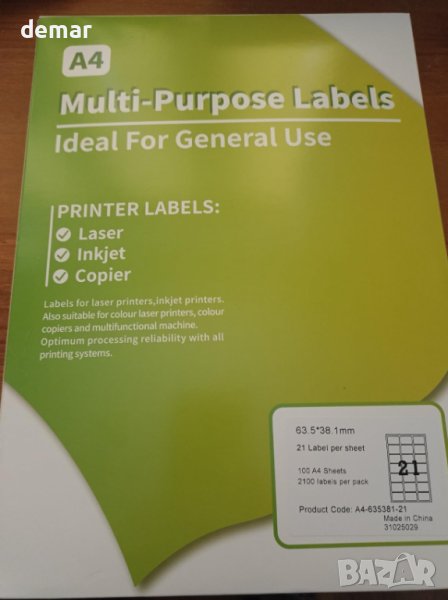 demar
A4
Multi-Purpose Labels
Ideal For General Use
PRINTER LABELS:
Laser
Inkjet
Copier
Labels for laser printers,inkjet printers.
Also suitable for colour laser printers, colour
copiers and multifunctional machine.
Optimum processing reliability with all
printing systems.
63.5*38.1mm
21 Label per sheet
100 A4 Sheets
2100 labels per pack
21
Product Code: A4-635381-21
Made in China
31025029
BAZAR